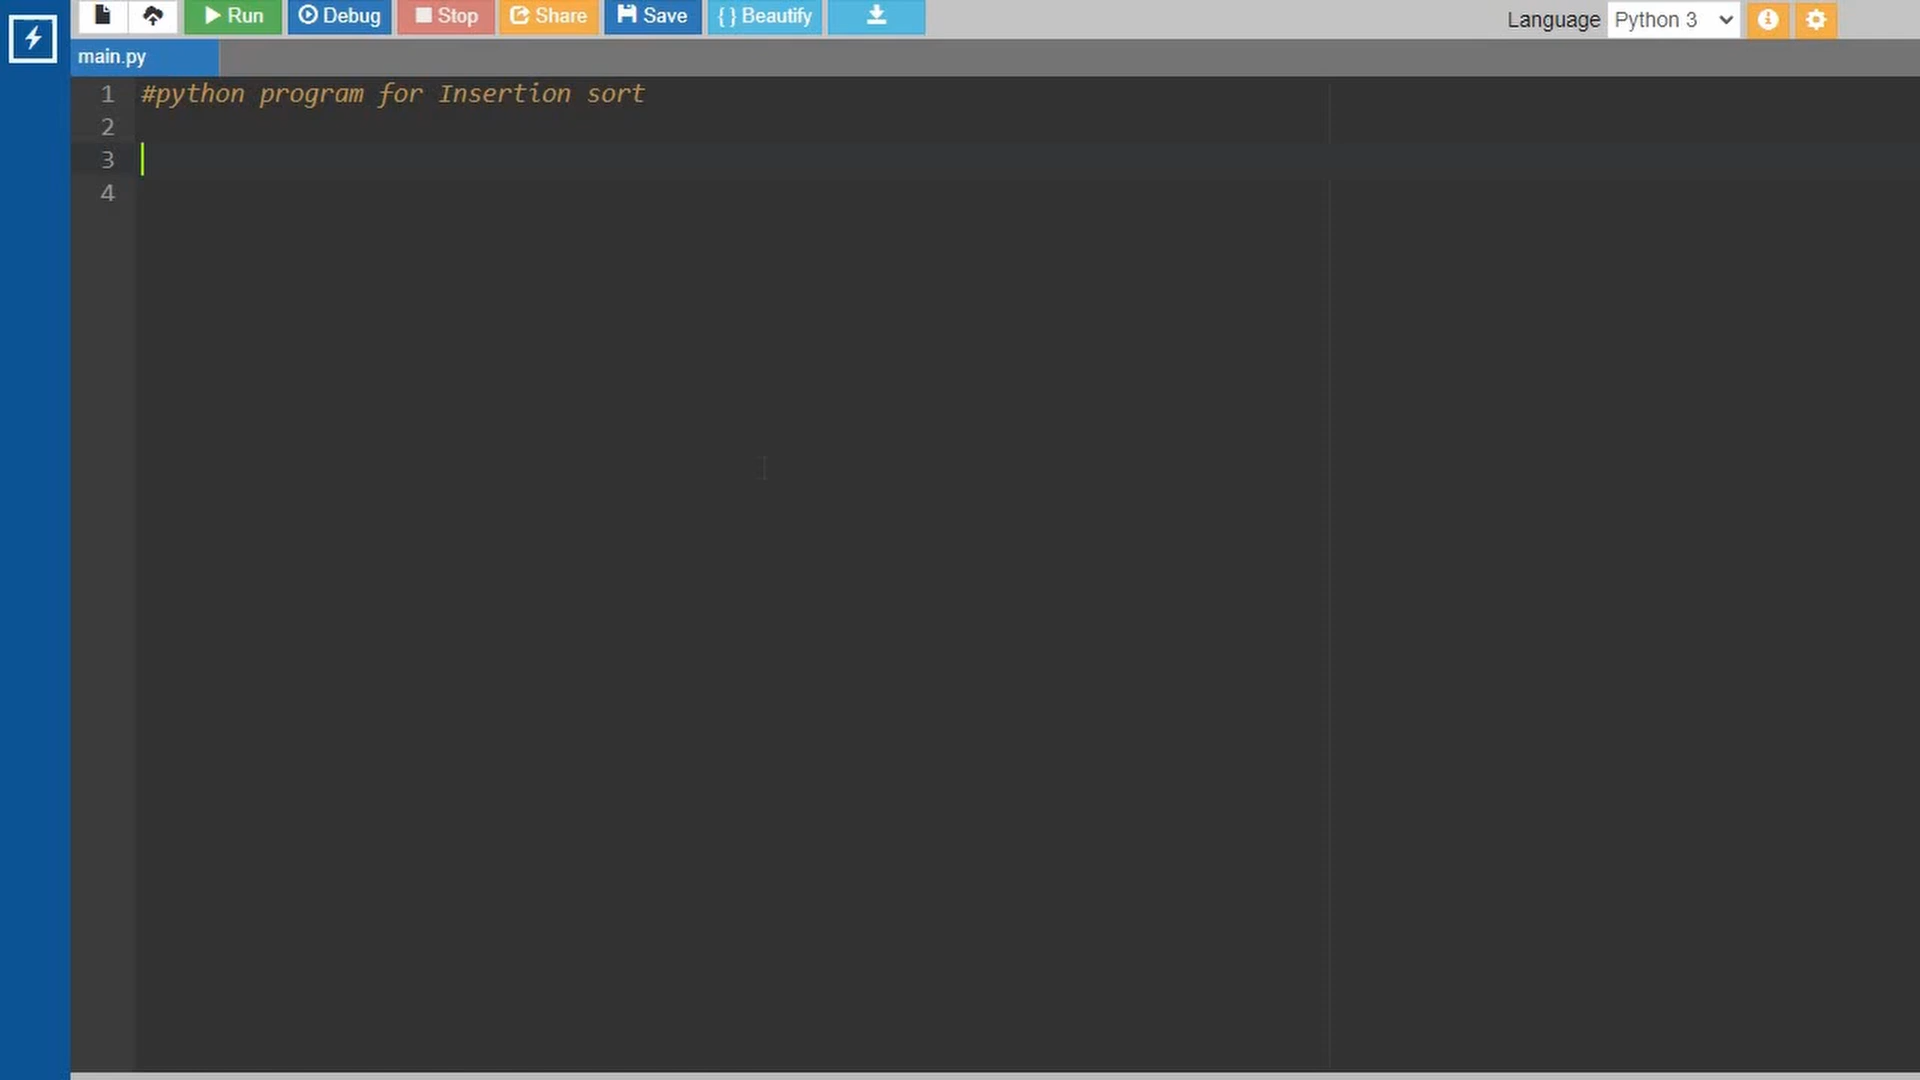 Run Debug Stop Share Save { } Beautify Language Python 3
main.py
1 #python program for Insertion sort
2
3
4